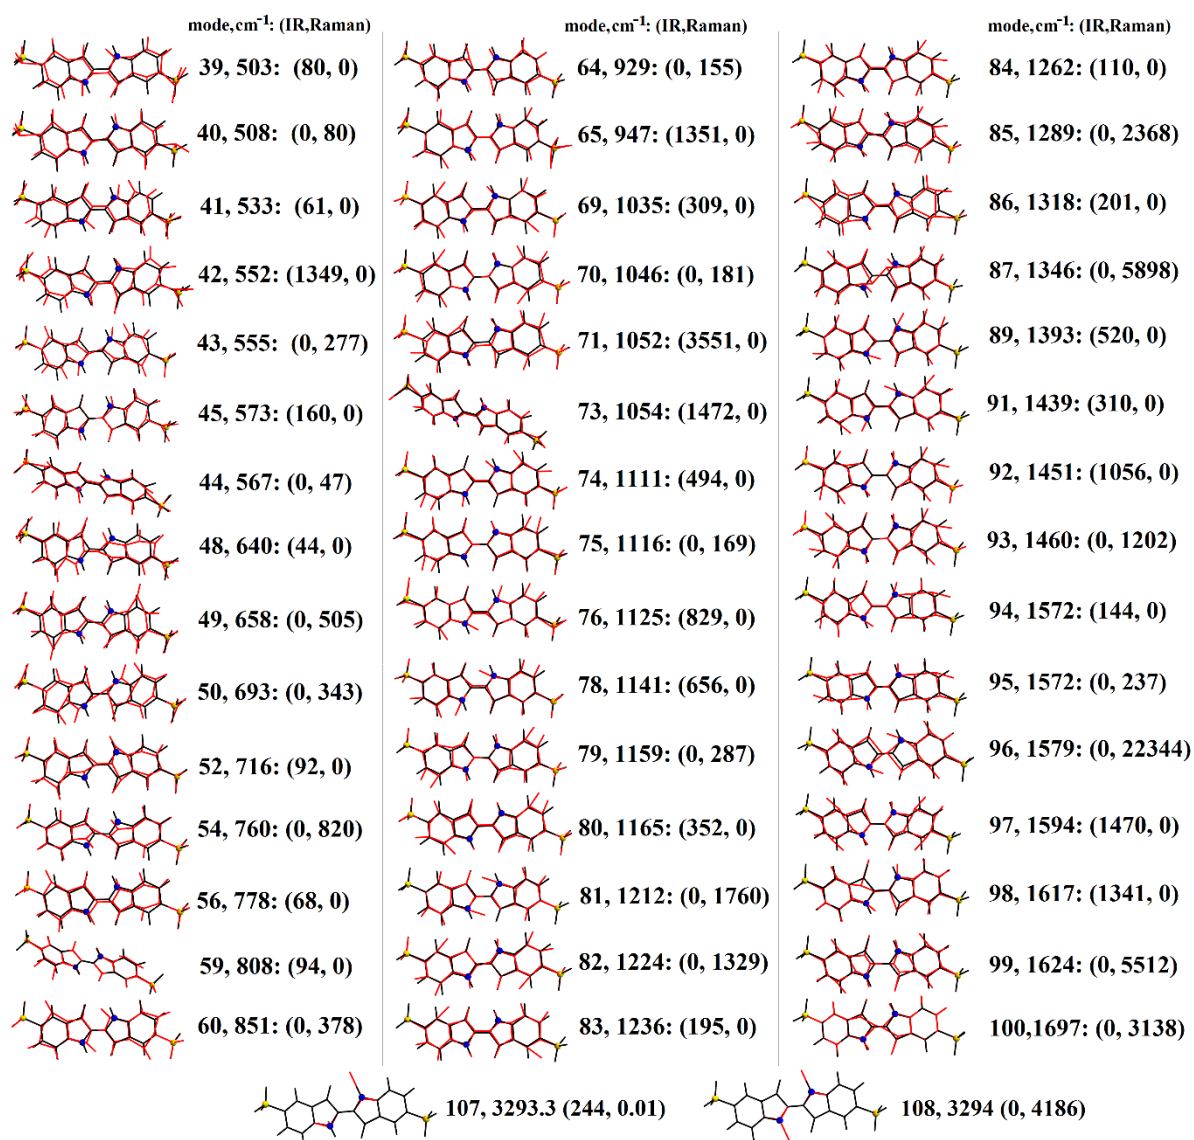 mode,cm-1: (IR,Raman)
39, 503: (80, 0)
40, 508: (0, 80)
41, 533: (61, 0)
42, 552: (1349, 0)
43, 555: (0, 277)
45, 573: (160, 0)
44, 567: (0, 47)
48, 640: (44, 0)
49, 658: (0, 505)
50, 693: (0, 343)
52, 716: (92, 0)
54, 760: (0, 820)
56, 778: (68, 0)
59, 808: (94, 0)
60, 851: (0, 378)
mode,cm-1: (IR,Raman)
64, 929: (0, 155)
65, 947: (1351, 0)
69, 1035: (309, 0)
70, 1046: (0, 181)
71, 1052: (3551, 0)
73, 1054: (1472, 0)
74, 1111: (494, 0)
75, 1116: (0, 169)
76, 1125: (829, 0)
78, 1141: (656, 0)
79, 1159: (0, 287)
80, 1165: (352, 0)
81, 1212: (0, 1760)
82, 1224: (0, 1329)
83, 1236: (195, 0)
mode,cm-1: (IR,Raman)
84, 1262: (110, 0)
85, 1289: (0, 2368)
86, 1318: (201, 0)
87, 1346: (0, 5898)
89, 1393: (520, 0)
91, 1439: (310, 0)
92, 1451: (1056, 0)
93, 1460: (0, 1202)
94, 1572: (144, 0)
95, 1572: (0, 237)
96, 1579: (0, 22344)
97, 1594: (1470, 0)
98, 1617: (1341, 0)
99, 1624: (0, 5512)
100,1697: (0, 3138)
107, 3293.3 (244, 0.01)
108, 3294 (0, 4186)